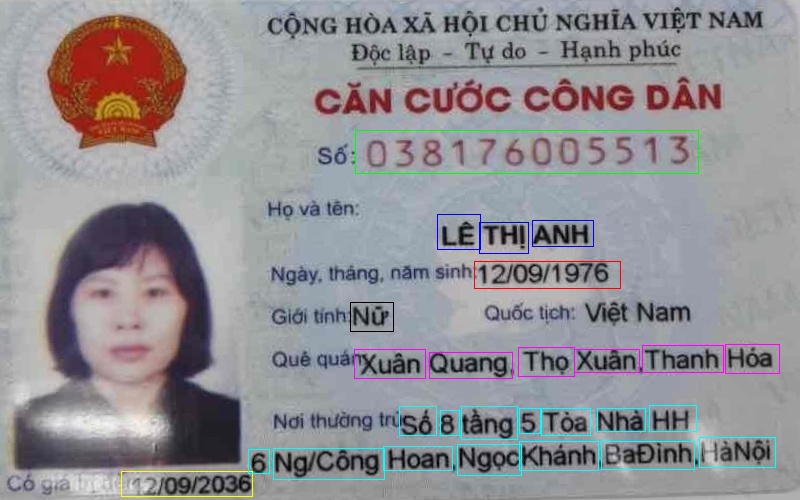 CỘNG HÒA XÃ HỘI CHỦ NGHĨA VIỆT NAM
Độc lập - Tự do - Hạnh phúc
CĂN CƯỚC CÔNG DÂN
Số: 038176005513
Họ và tên:
LÊ THỊ ANH
Ngày, tháng, năm sinh: 12/09/1976
Giới tính: Nữ Quốc tịch: Việt Nam
Quê quán: Xuân Quang, Thọ Xuân, Thanh Hóa
Nơi thường trú: Số 8 tầng 5 Tòa Nhà HH
6 Ng/Công Hoan, Ngọc Khánh, BaĐình, HàNội
Có giá 12/09/2036